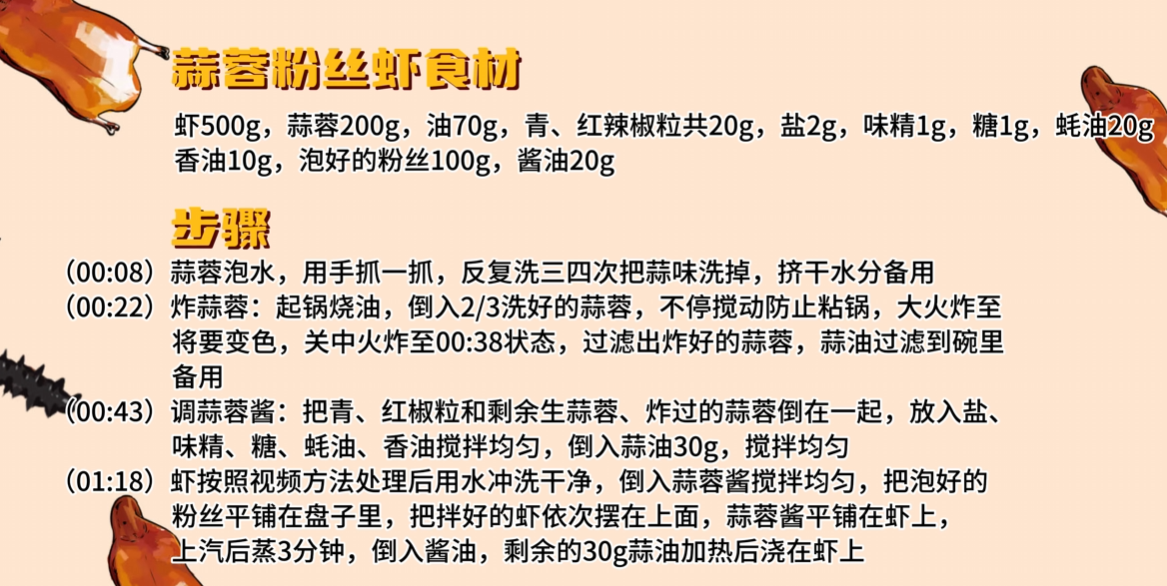 蒜蓉粉丝虾食材
虾500g，蒜蓉200g，油70g，青、红辣椒粒共20g，盐2g，味精1g，糖1g，蚝油20g
香油10g，泡好的粉丝100g，酱油20g
步骤
（00:08）蒜蓉泡水，用手抓一抓，反复洗三四次把蒜味洗掉，挤干水分备用
（00:22）炸蒜蓉：起锅烧油，倒入2/3洗好的蒜蓉，不停搅动防止粘锅，大火炸至
将要变色，关中火炸至00:38状态，过滤出炸好的蒜蓉，蒜油过滤到碗里
备用
（00:43）调蒜蓉酱：把青、红椒粒和剩余生蒜蓉、炸过的蒜蓉倒在一起，放入盐、
味精、糖、蚝油、香油搅拌均匀，倒入蒜油30g，搅拌均匀
（01:18）虾按照视频方法处理后用水冲洗干净，倒入蒜蓉酱搅拌均匀，把泡好的
粉丝平铺在盘子里，把拌好的虾依次摆在上面，蒜蓉酱平铺在虾上，
上汽后蒸3分钟，倒入酱油，剩余的30g蒜油加热后浇在虾上